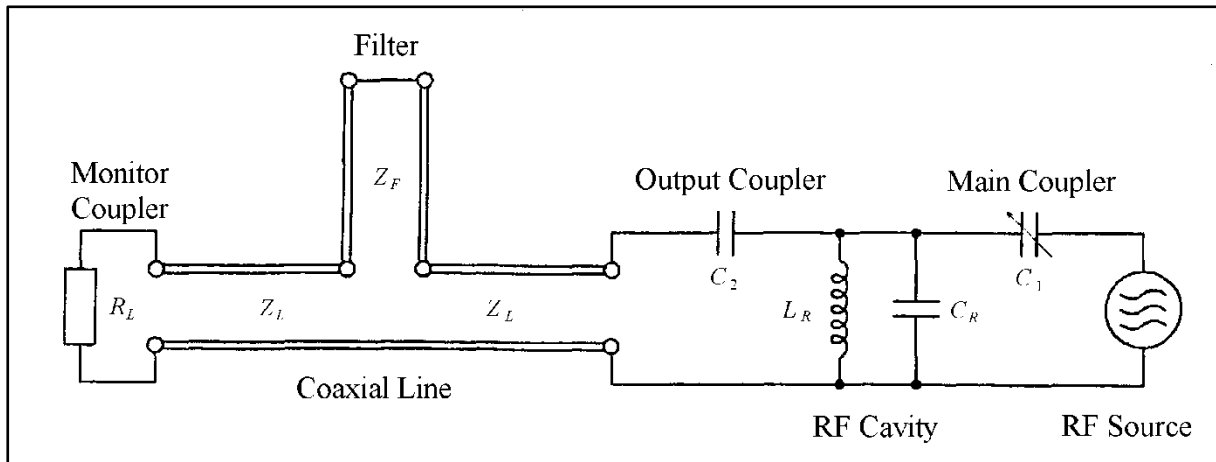 Filter
Monitor
Coupler
Z_F
Output Coupler
Main Coupler
R_L
Z_L
Z_L
C_2
L_R
C_R
C_1
Coaxial Line
RF Cavity
RF Source